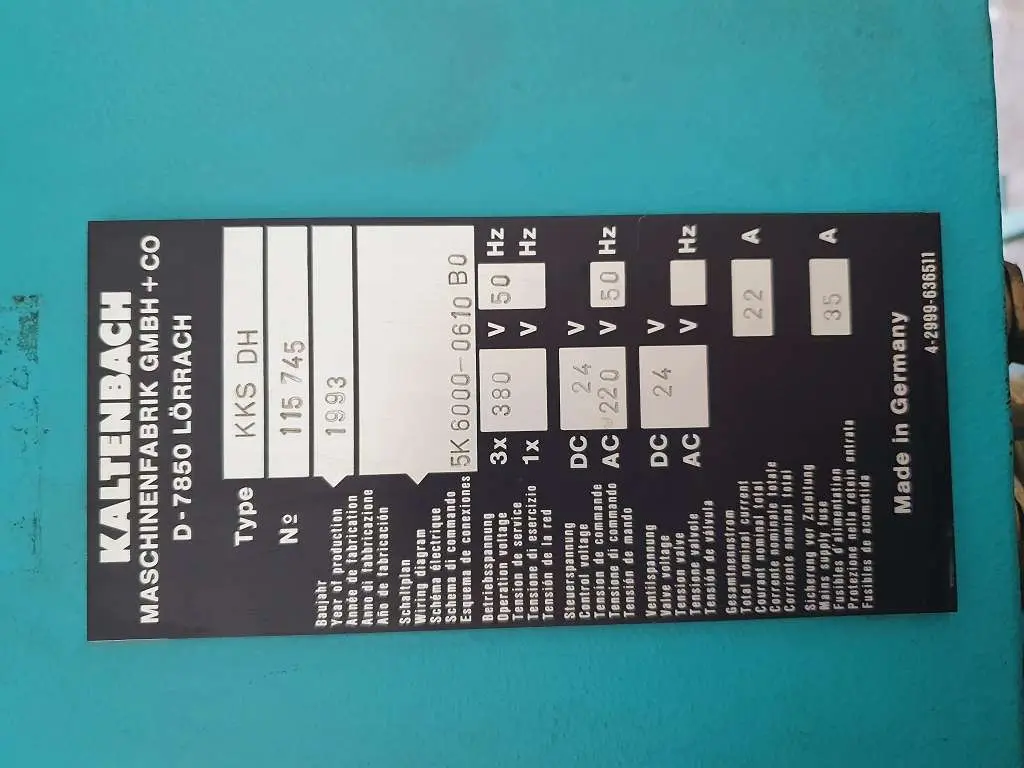 KALTENBACH
MASCHINENFABRIK GMBH + CO
D-7850 LÖRRACH
Type KKS DH
Nº 115 745
Baujahr
Year of production
Année de fabrication
Anno di fabbricazione
Año de fabricación
1993
Schaltplan
Wiring diagram
Schéma électrique
Schema di commando
Esquema de conexiones
5K6000-0610 B0
Betriebsspannung
Operation voltage
Tension de service
Tensione di esercizio
Tensión de la red
3x 380 V 50 Hz
1x V Hz
Steuerspannung
Control voltage
Tension de commande
Tensione di commando
Tensión de mando
DC 24 V
AC 220 V 50 Hz
Ventilspannung
Valve voltage
Tension valve
Tensione valvole
Tensión de válvula
DC 24 V
AC V Hz
Gesamtnennstrom
Total nominal current
Courant nominal total
Corrente nominale totale
Corriente nominal total
22 A
Sicherung vor Zuleitung
Mains supply fuse
Fusibles d'alimentation
Protezione nella rete in entrata
Fusibles de acometida
35 A
Made in Germany
4-2999-636511